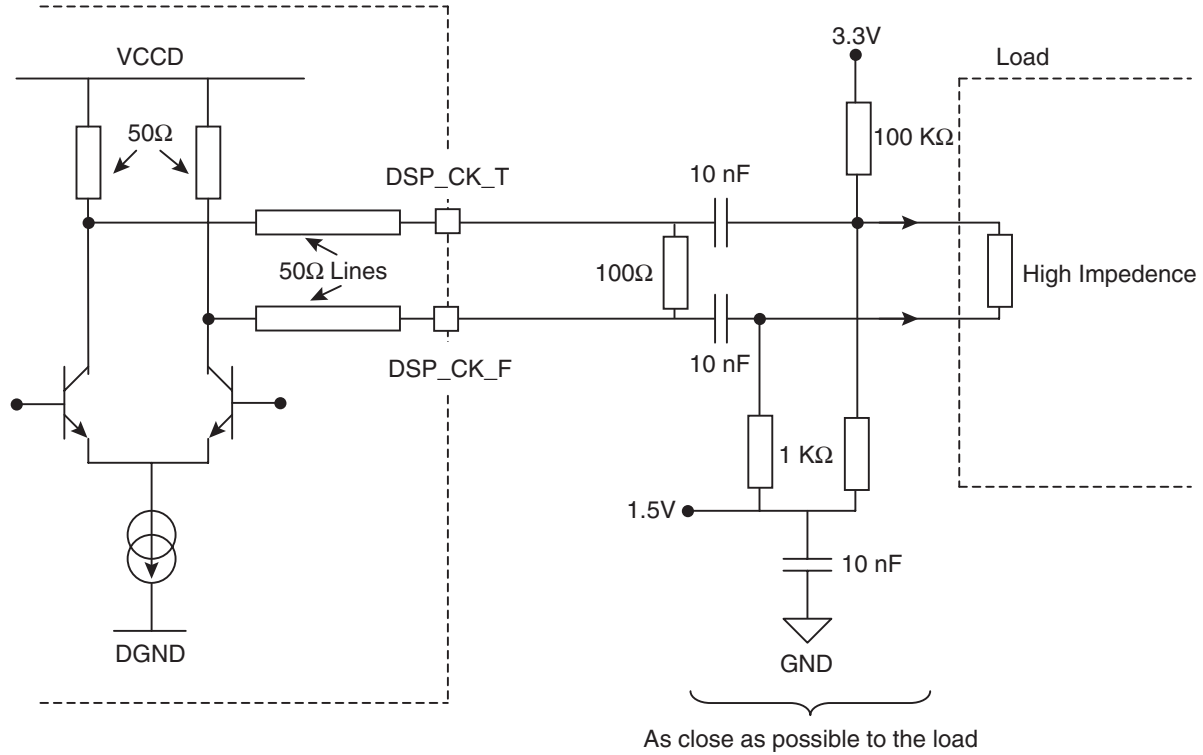 3.3V
VCCD
Load
50Ω
100 KΩ
DSP_CK_T
10 nF
50Ω Lines
100Ω
High Impedence
10 nF
DSP_CK_F
1 KΩ
1.5V
10 nF
DGND
GND
As close as possible to the load